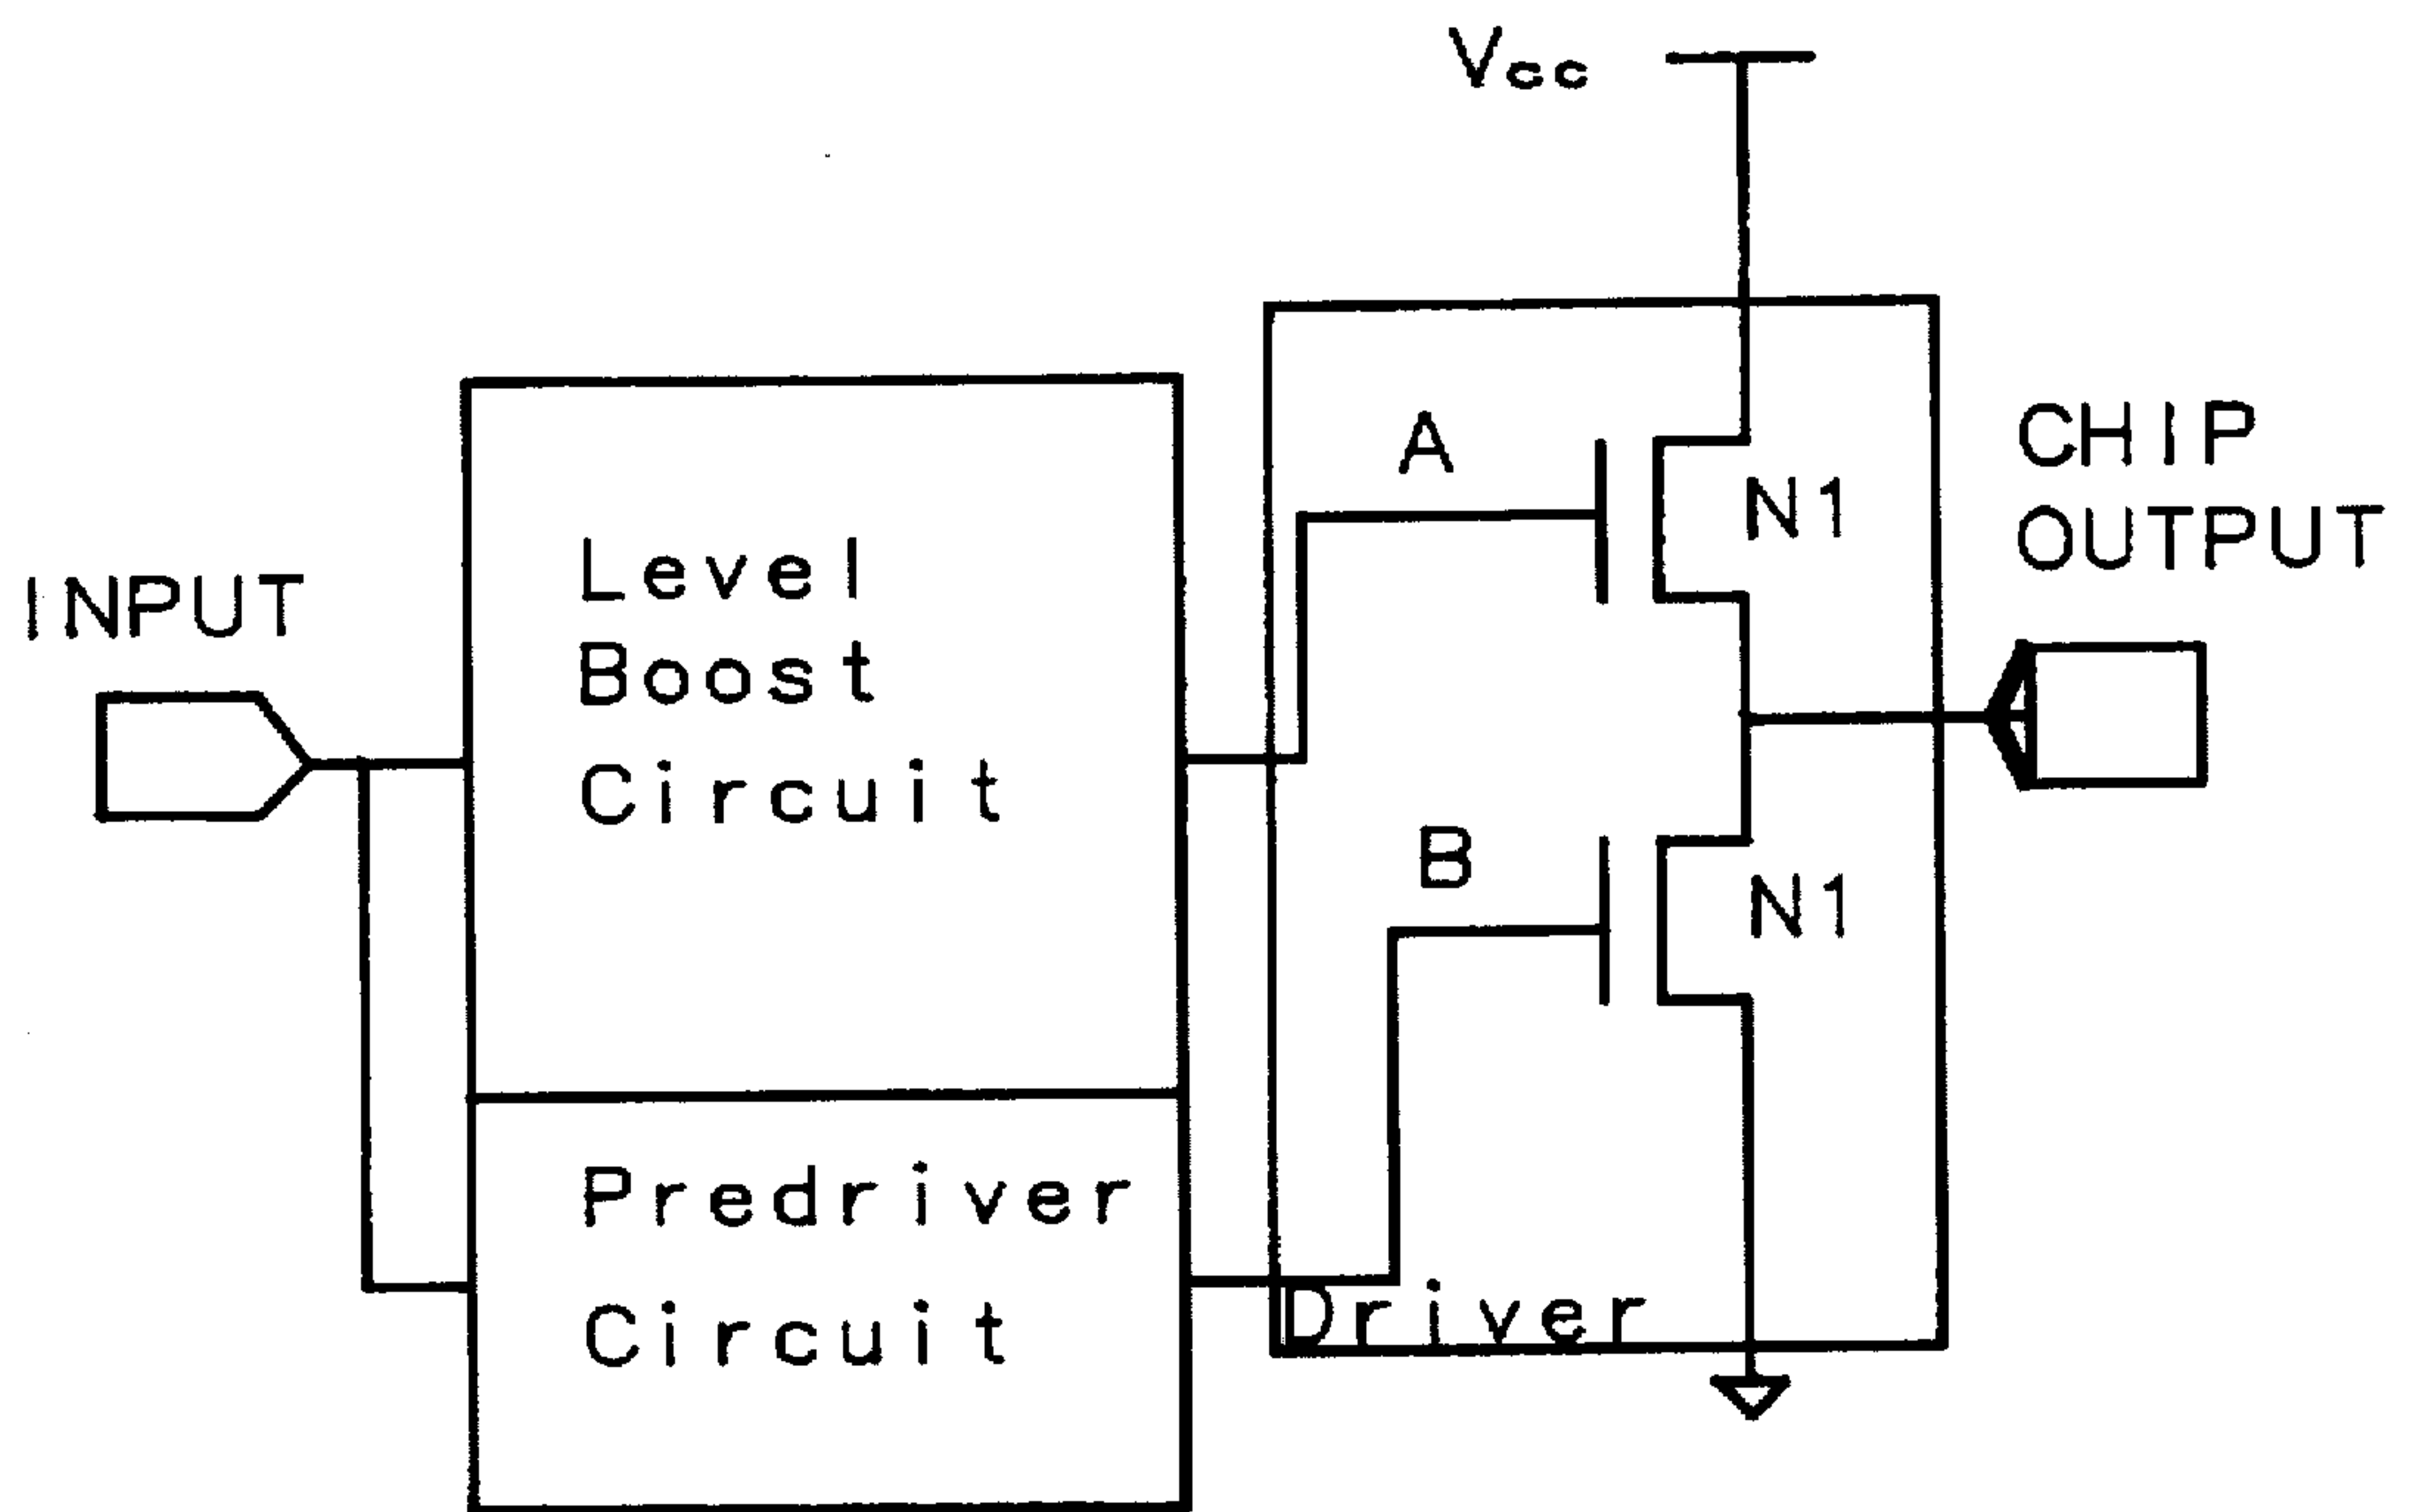 Vcc
INPUT
Level
Boost
Circuit
Predriver
Circuit
A
N1
B
N1
Driver
CHIP
OUTPUT